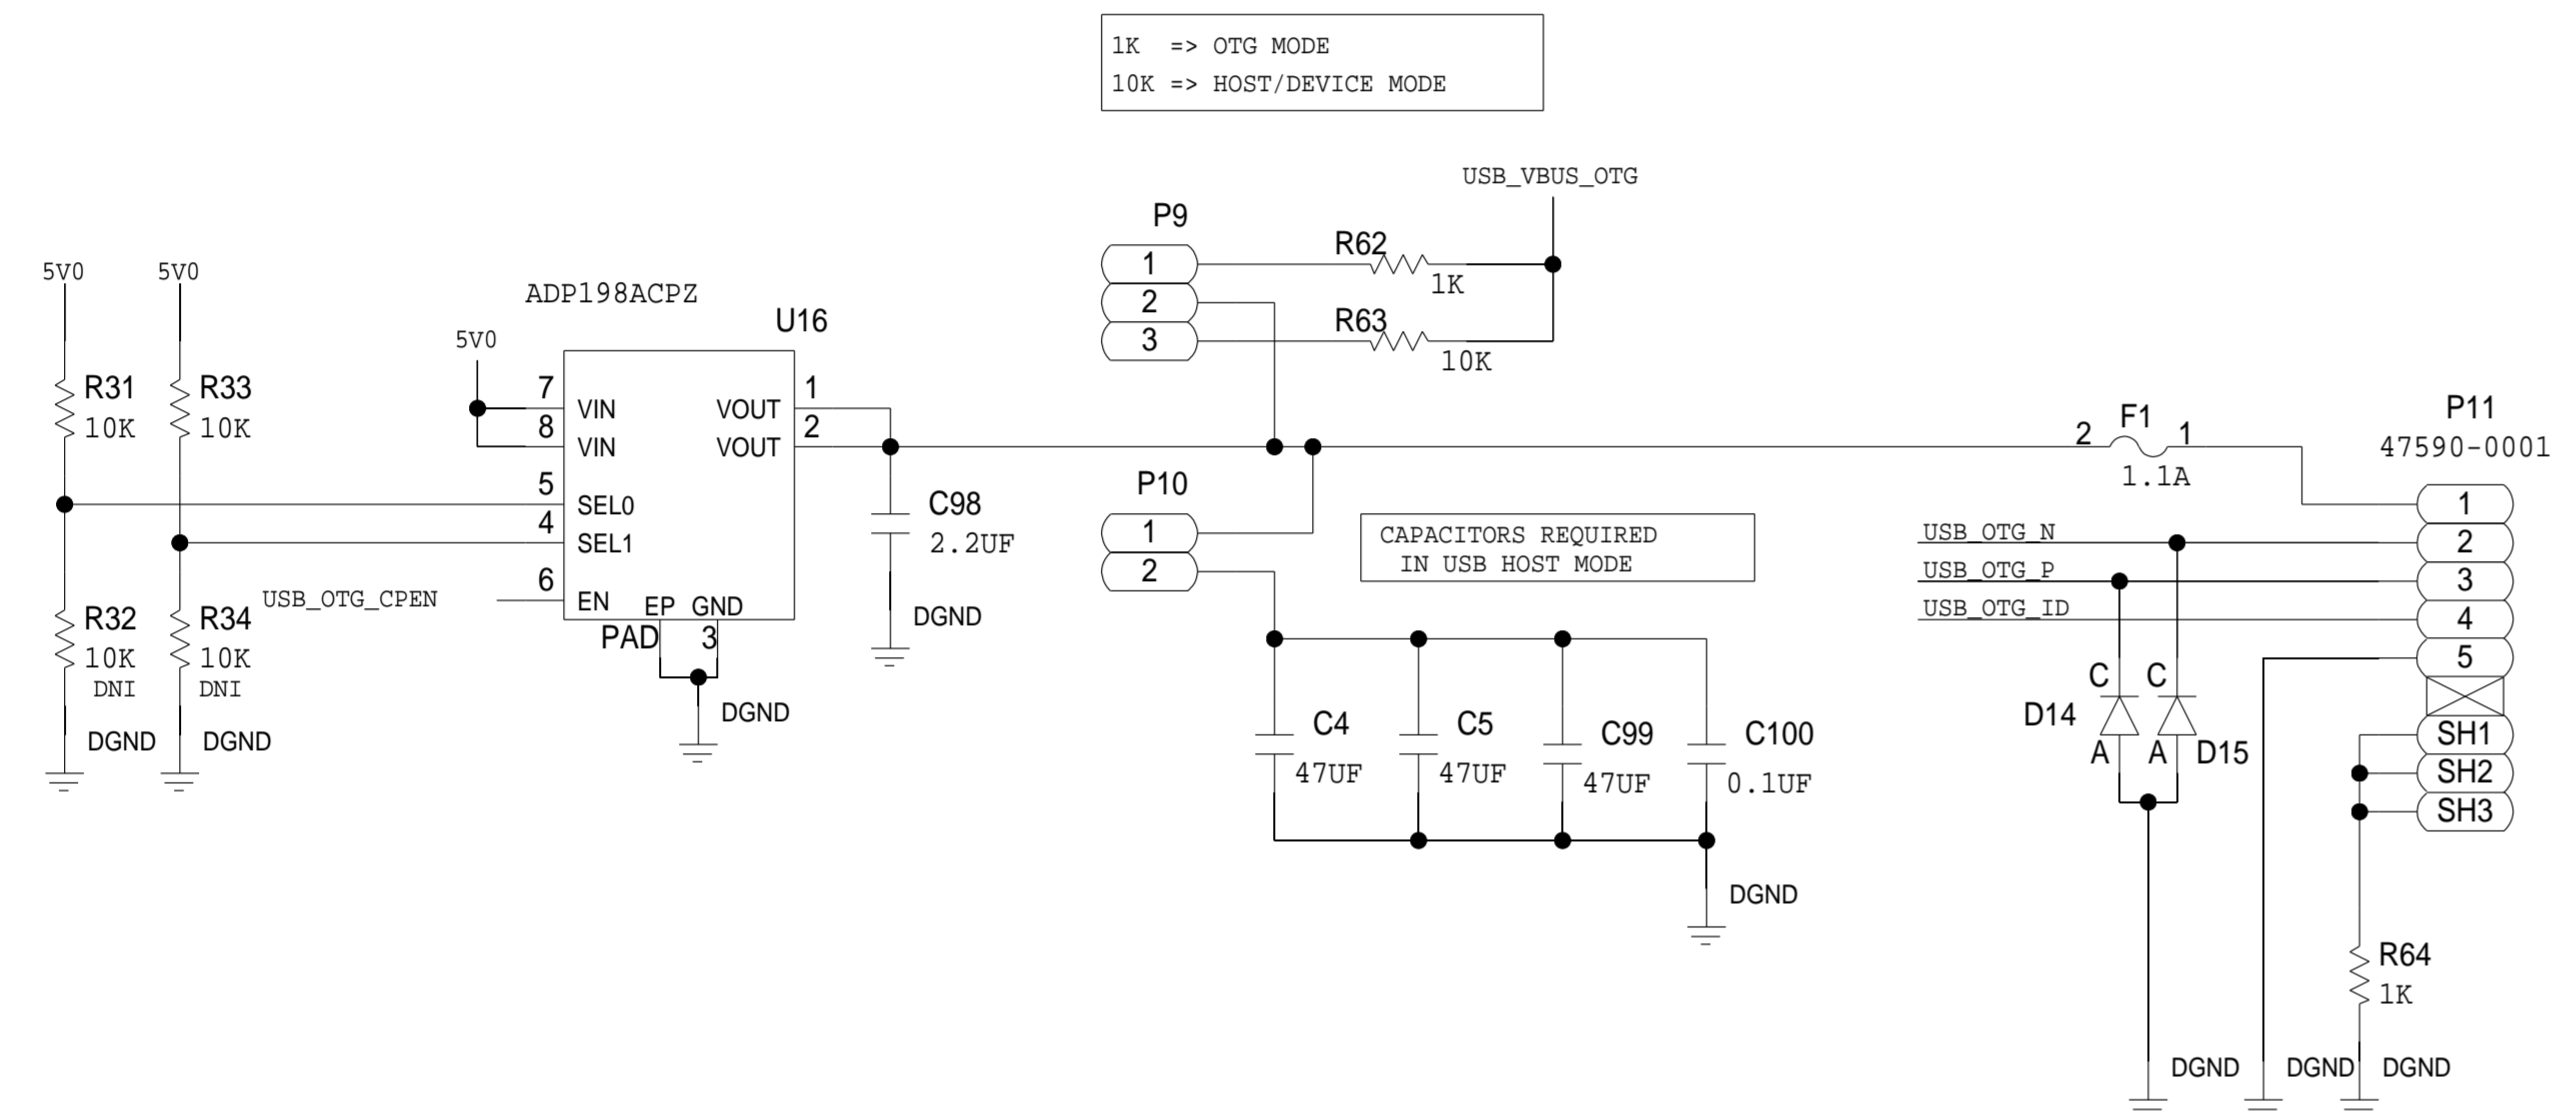 1K => OTG MODE
10K => HOST/DEVICE MODE
USB_VBUS_OTG
P9
1
2
3
R62
1K
R63
10K
5V0
5V0
R31
10K
R33
10K
R32
10K
DNI
R34
10K
DNI
DGND
DGND
ADP198ACPZ
U16
5V0
7
8
5
4
6
VIN
VIN
SEL0
SEL1
EN
VOUT
VOUT
1
2
EP GND
PAD
3
DGND
USB_OTG_CPEN
C98
2.2UF
DGND
P10
1
2
CAPACITORS REQUIRED
IN USB HOST MODE
C4
47UF
C5
47UF
C99
47UF
C100
0.1UF
DGND
2
F1
1
1.1A
P11
47590-0001
1
2
3
4
5
SH1
SH2
SH3
USB_OTG_N
USB_OTG_P
USB_OTG_ID
C
C
D14
A
A
D15
R64
1K
DGND
DGND
DGND